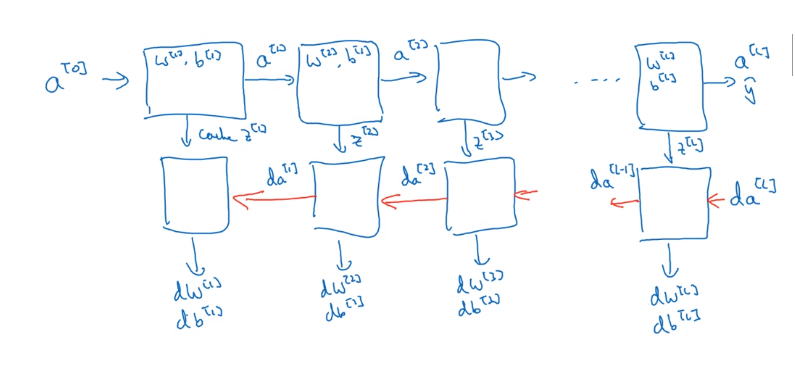 a^[0]
w^[1], b^[1]
a^[1]
w^[2], b^[2]
a^[2]
....
w^[L]
b^[L]
a^[L]
ŷ
cache z^[1]
z^[2]
z^[3]
z^[L]
da^[1]
da^[2]
da^[L-1]
da^[L]
dw^[1]
db^[1]
dw^[2]
db^[2]
dw^[3]
db^[3]
dw^[L]
db^[L]